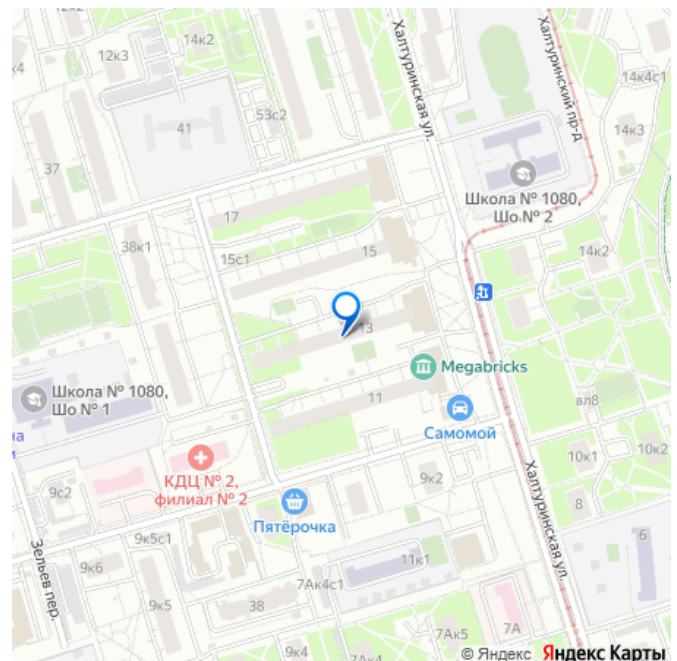 12к2
14к2
12к3
к4
53с2
41
37
Халтуринская ул.
Халтуринский пр-д
14к4с1
14к3
Школа № 1080,
Шо № 2
17
38к1
15с1
15
14к2
13
Megabricks
Школа № 1080,
Шо № 1
на
и
11
вл8
Самомой
КДЦ № 2,
филиал № 2
9с2
9к2
10к1
10к2
Пятёрочка
8
Халтуринская ул.
9к5с1
Зельев пер.
9к6
11к1
6
7Ак4с1
9к5
38
9к4
7Ак5
7А
© Яндекс Яндекс Карты